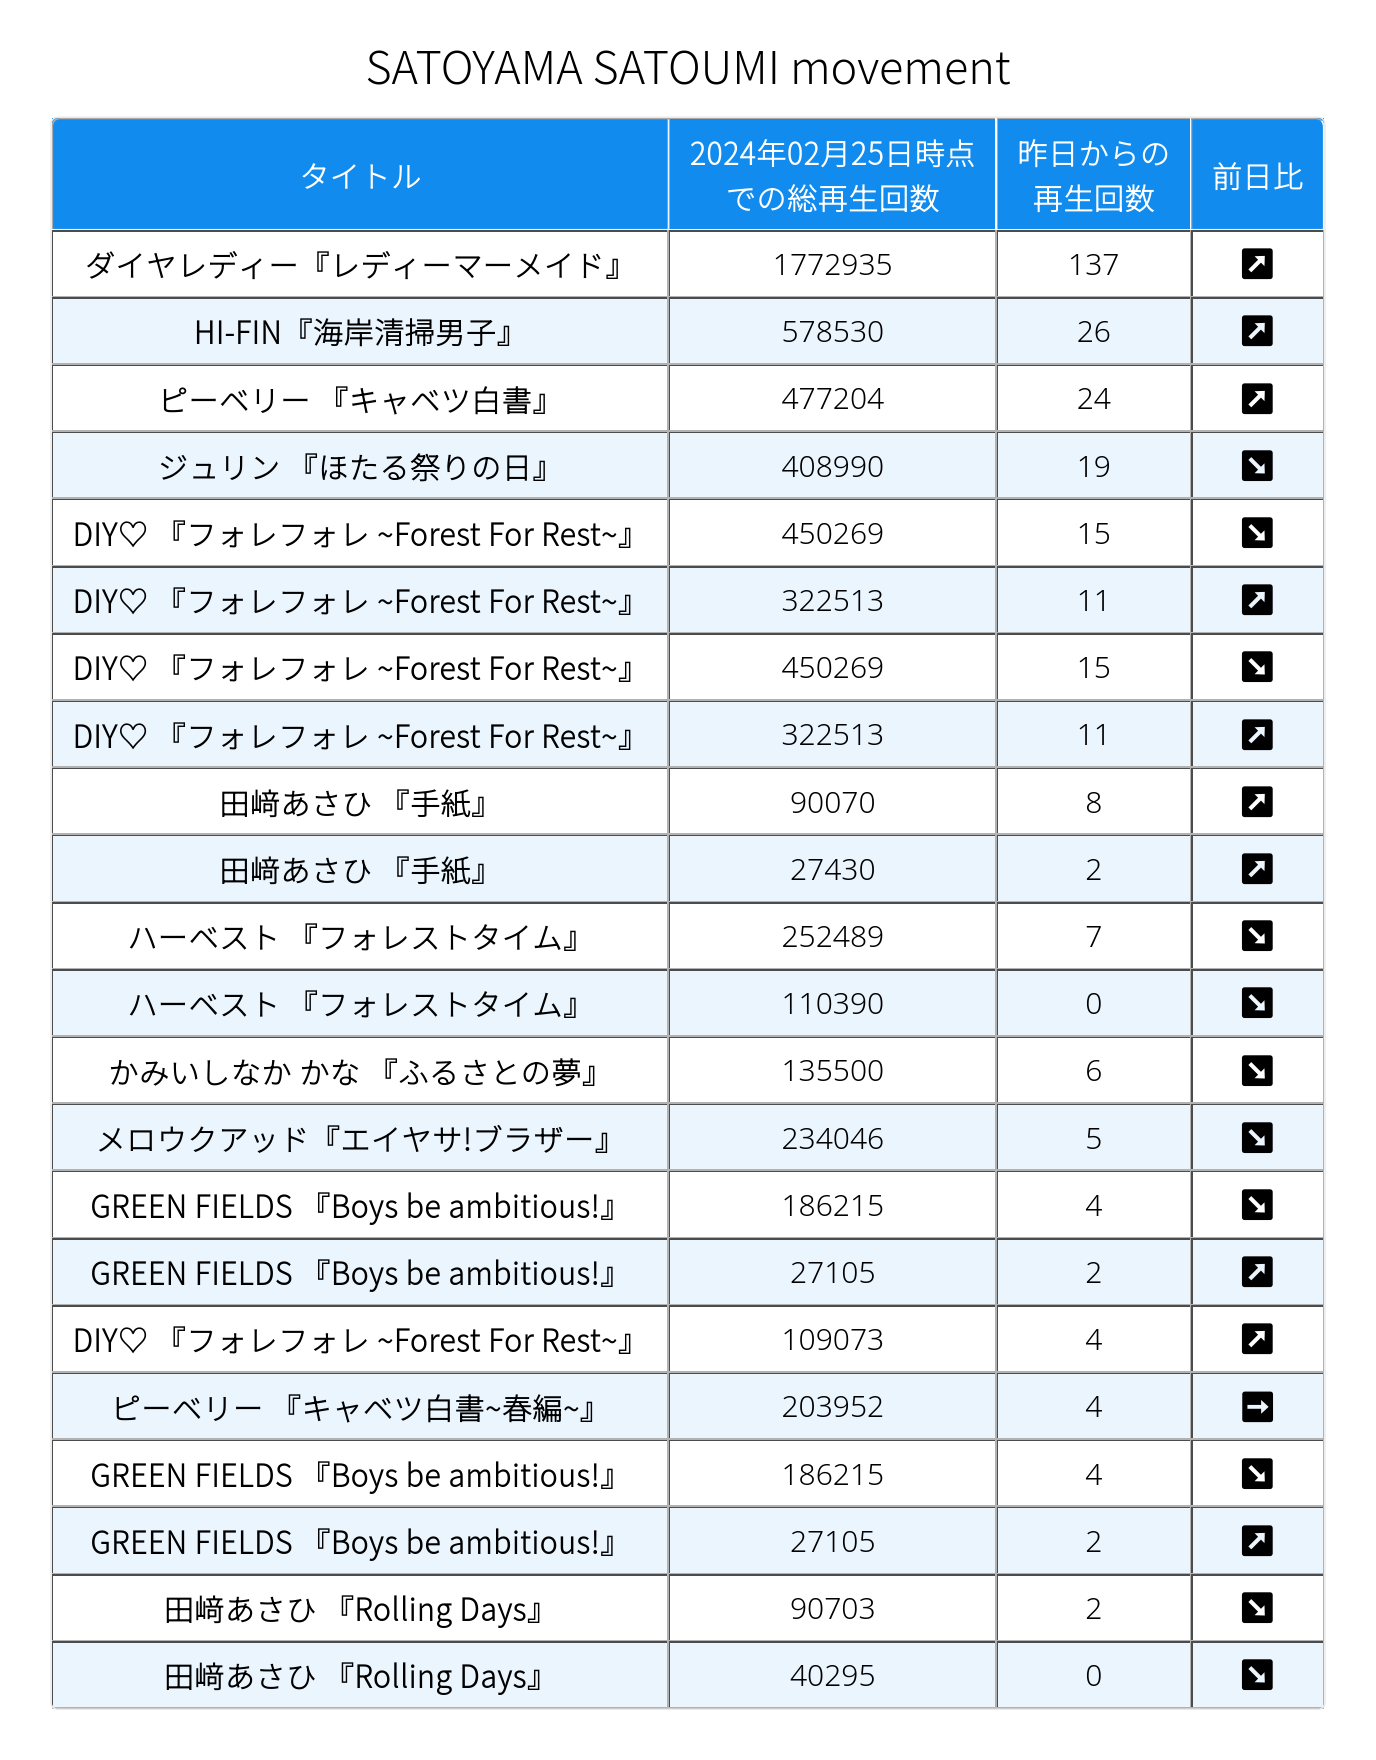 SATOYAMA SATOUMI movement
タイトル 2024年02月25日時点での総再生回数 昨日からの再生回数 前日比
ダイヤレディー『レディーマーメイド』 1772935 137 ↗
HI-FIN『海岸清掃男子』 578530 26 ↗
ピーベリー 『キャベツ白書』 477204 24 ↗
ジュリン 『ほたる祭りの日』 408990 19 ↘
DIY♡ 『フォレフォレ ~Forest For Rest~』 450269 15 ↘
DIY♡ 『フォレフォレ ~Forest For Rest~』 322513 11 ↗
DIY♡ 『フォレフォレ ~Forest For Rest~』 450269 15 ↘
DIY♡ 『フォレフォレ ~Forest For Rest~』 322513 11 ↗
田﨑あさひ 『手紙』 90070 8 ↗
田﨑あさひ 『手紙』 27430 2 ↗
ハーベスト 『フォレストタイム』 252489 7 ↘
ハーベスト 『フォレストタイム』 110390 0 ↘
かみいしなか かな 『ふるさとの夢』 135500 6 ↘
メロウクアッド『エイヤサ!ブラザー』 234046 5 ↘
GREEN FIELDS 『Boys be ambitious!』 186215 4 ↘
GREEN FIELDS 『Boys be ambitious!』 27105 2 ↗
DIY♡ 『フォレフォレ ~Forest For Rest~』 109073 4 ↗
ピーベリー 『キャベツ白書~春編~』 203952 4 →
GREEN FIELDS 『Boys be ambitious!』 186215 4 ↘
GREEN FIELDS 『Boys be ambitious!』 27105 2 ↗
田﨑あさひ 『Rolling Days』 90703 2 ↘
田﨑あさひ 『Rolling Days』 40295 0 ↘